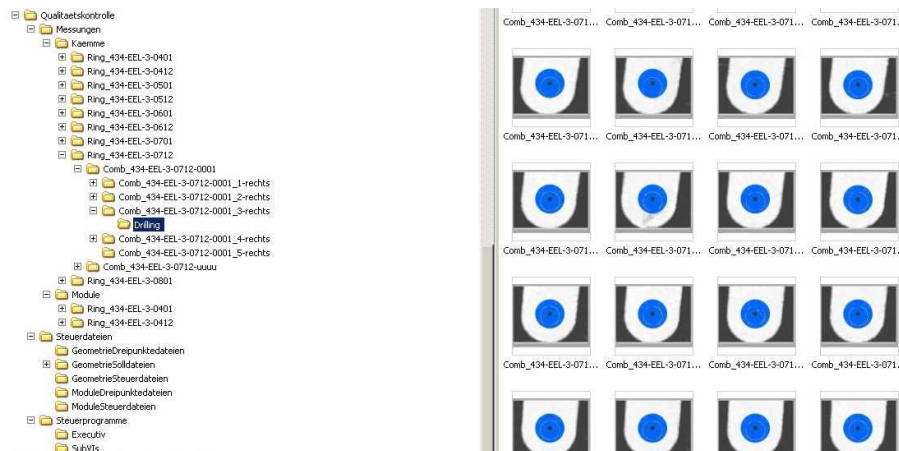 Qualitaetskontrolle
Messungen
Kaemme
Ring_434-EEL-3-0401
Ring_434-EEL-3-0412
Ring_434-EEL-3-0501
Ring_434-EEL-3-0512
Ring_434-EEL-3-0601
Ring_434-EEL-3-0612
Ring_434-EEL-3-0701
Ring_434-EEL-3-0712
Comb_434-EEL-3-0712-0001
Comb_434-EEL-3-0712-0001_1-rechts
Comb_434-EEL-3-0712-0001_2-rechts
Comb_434-EEL-3-0712-0001_3-rechts
Drilling
Comb_434-EEL-3-0712-0001_4-rechts
Comb_434-EEL-3-0712-0001_5-rechts
Comb_434-EEL-3-0712-uuuu
Ring_434-EEL-3-0801
Module
Ring_434-EEL-3-0401
Ring_434-EEL-3-0412
Steuerdateien
GeometrieDreipunktedateien
GeometrieSolldateien
GeometrieSteuerdateien
ModuleDreipunktedateien
ModuleSteuerdateien
Steuerprogramme
Executiv
SubVIs
Comb_434-EEL-3-071... Comb_434-EEL-3-071... Comb_434-EEL-3-071... Comb_434-EEL-3-071.
Comb_434-EEL-3-071... Comb_434-EEL-3-071... Comb_434-EEL-3-071... Comb_434-EEL-3-071.
Comb_434-EEL-3-071... Comb_434-EEL-3-071... Comb_434-EEL-3-071... Comb_434-EEL-3-071.
Comb_434-EEL-3-071... Comb_434-EEL-3-071... Comb_434-EEL-3-071... Comb_434-EEL-3-071.